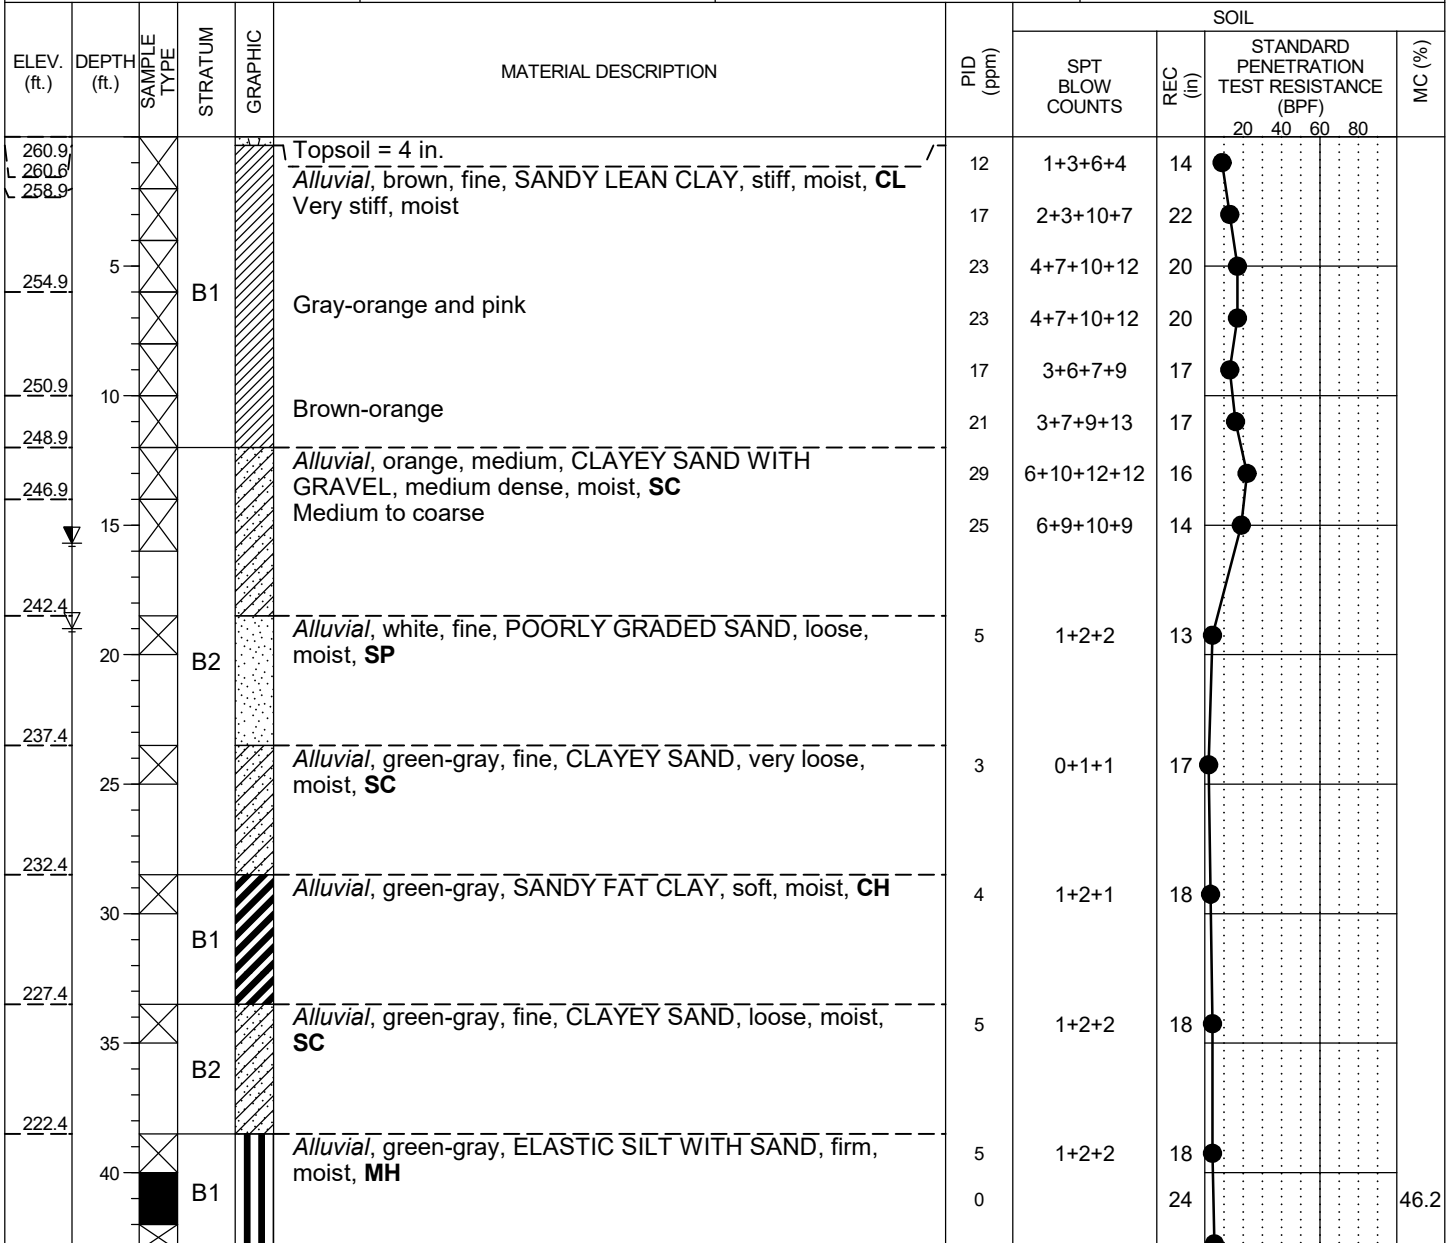 SOIL
ELEV. (ft.)
DEPTH (ft.)
SAMPLE TYPE
STRATUM
GRAPHIC
MATERIAL DESCRIPTION
PID (ppm)
SPT BLOW COUNTS
REC (in)
STANDARD PENETRATION TEST RESISTANCE (BPF)
20 40 60 80
MC (%)
260.9 Topsoil = 4 in. 12 1+3+6+4 14
260.6 Alluvial, brown, fine, SANDY LEAN CLAY, stiff, moist, CL
258.9 Very stiff, moist 17 2+3+10+7 22
5 23 4+7+10+12 20
254.9 B1 Gray-orange and pink
23 4+7+10+12 20
17 3+6+7+9 17
250.9 10 Brown-orange
21 3+7+9+13 17
248.9 Alluvial, orange, medium, CLAYEY SAND WITH
29 6+10+12+12 16
246.9 GRAVEL, medium dense, moist, SC
Medium to coarse
15 25 6+9+10+9 14
242.4 Alluvial, white, fine, POORLY GRADED SAND, loose, 5 1+2+2 13
20 B2 moist, SP
237.4 Alluvial, green-gray, fine, CLAYEY SAND, very loose, 3 0+1+1 17
25 moist, SC
232.4 Alluvial, green-gray, SANDY FAT CLAY, soft, moist, CH 4 1+2+1 18
30 B1
227.4 Alluvial, green-gray, fine, CLAYEY SAND, loose, moist, 5 1+2+2 18
35 SC
B2
222.4 Alluvial, green-gray, ELASTIC SILT WITH SAND, firm, 5 1+2+2 18
40 moist, MH
B1 0 24 46.2